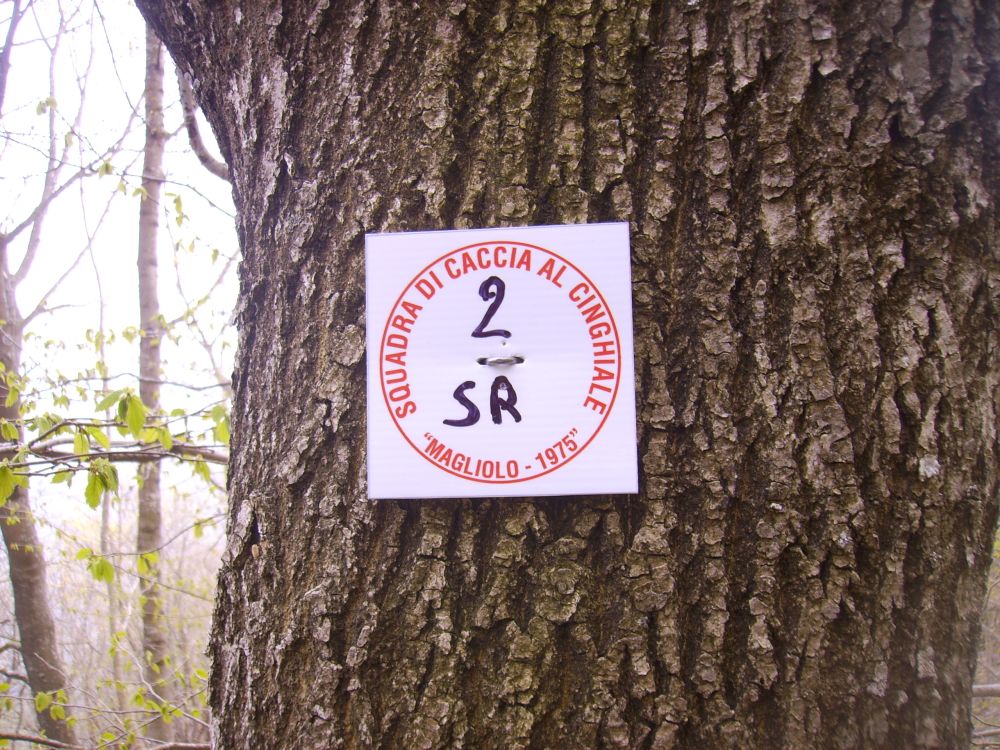 SQUADRA DI CACCIA AL CINGHIALE
2
SR
"MAGLIOLO - 1975"